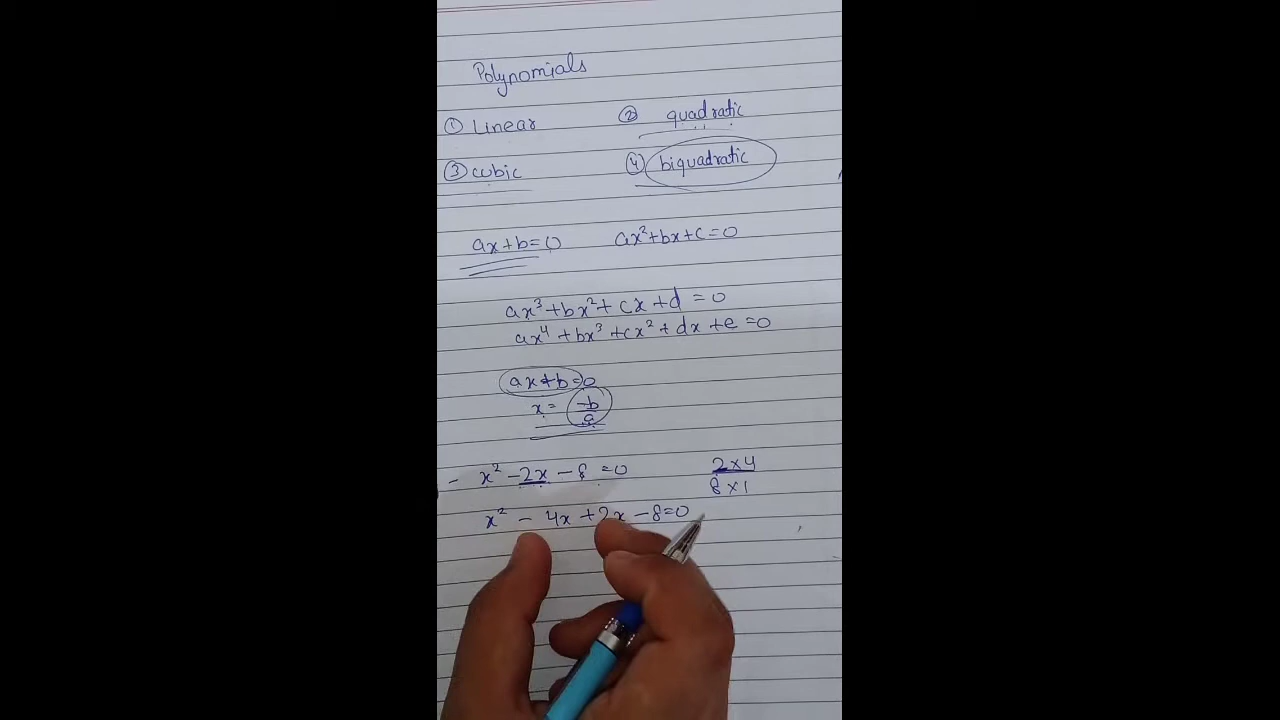 Polynomials
① Linear ② quadratic
③ cubic ④ biquadratic
ax+b=0 ax²+bx+c=0
ax³+bx²+cx+d=0
ax⁴+bx³+cx²+dx+e=0
ax+b=0
x= -b/a
- x²-2x-8=0 2×4
8×1
x²-4x+2x-8=0